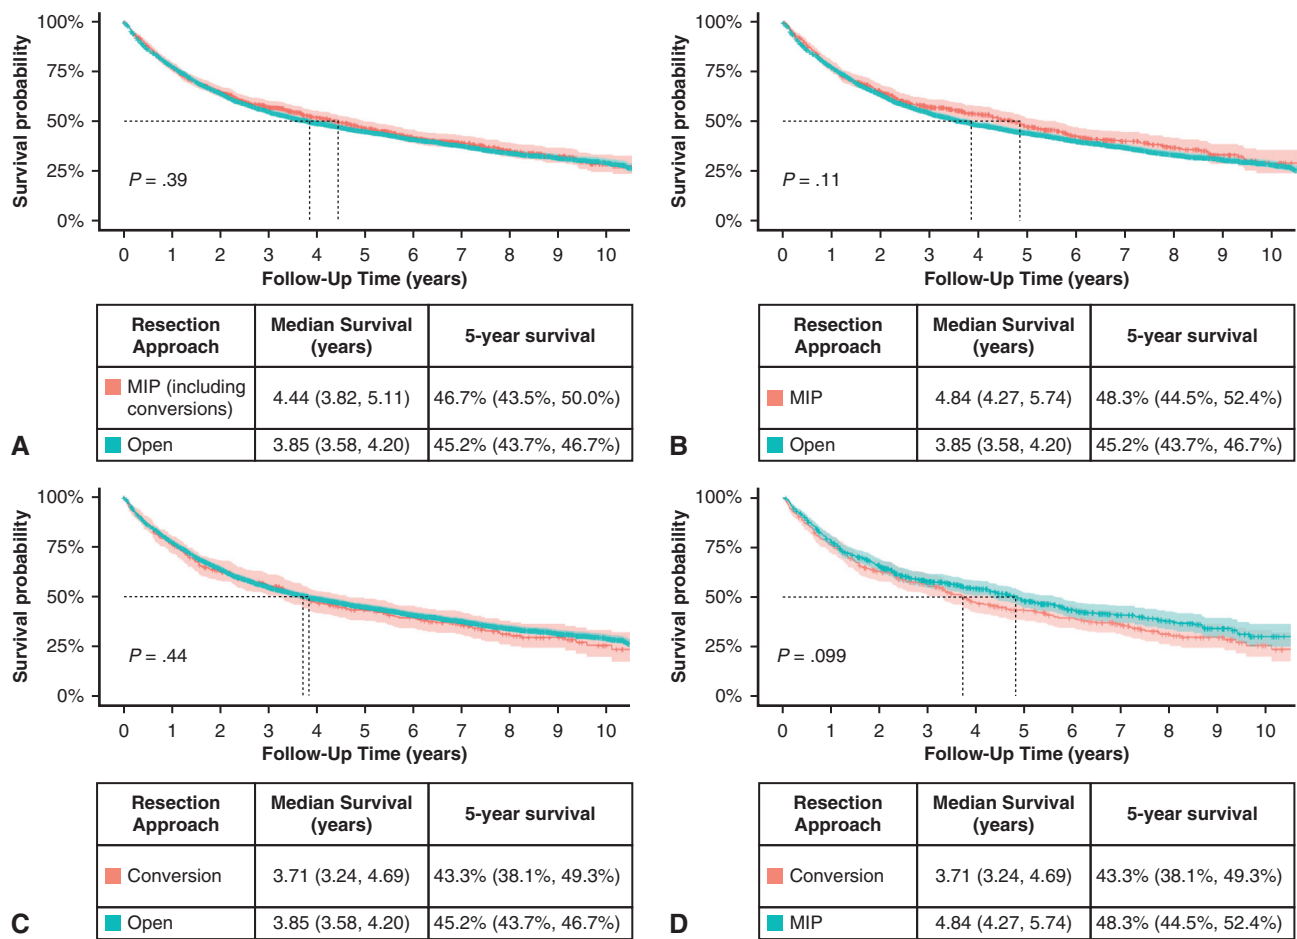 100%
75%
50%
25%
0%
Survival probability
P = .39
0 1 2 3 4 5 6 7 8 9 10
Follow-Up Time (years)
Resection Approach
Median Survival (years)
5-year survival
MIP (including conversions)
4.44 (3.82, 5.11)
46.7% (43.5%, 50.0%)
Open
3.85 (3.58, 4.20)
45.2% (43.7%, 46.7%)
A
100%
75%
50%
25%
0%
Survival probability
P = .11
0 1 2 3 4 5 6 7 8 9 10
Follow-Up Time (years)
Resection Approach
Median Survival (years)
5-year survival
MIP
4.84 (4.27, 5.74)
48.3% (44.5%, 52.4%)
Open
3.85 (3.58, 4.20)
45.2% (43.7%, 46.7%)
B
100%
75%
50%
25%
0%
Survival probability
P = .44
0 1 2 3 4 5 6 7 8 9 10
Follow-Up Time (years)
Resection Approach
Median Survival (years)
5-year survival
Conversion
3.71 (3.24, 4.69)
43.3% (38.1%, 49.3%)
Open
3.85 (3.58, 4.20)
45.2% (43.7%, 46.7%)
C
100%
75%
50%
25%
0%
Survival probability
P = .099
0 1 2 3 4 5 6 7 8 9 10
Follow-Up Time (years)
Resection Approach
Median Survival (years)
5-year survival
Conversion
3.71 (3.24, 4.69)
43.3% (38.1%, 49.3%)
MIP
4.84 (4.27, 5.74)
48.3% (44.5%, 52.4%)
D